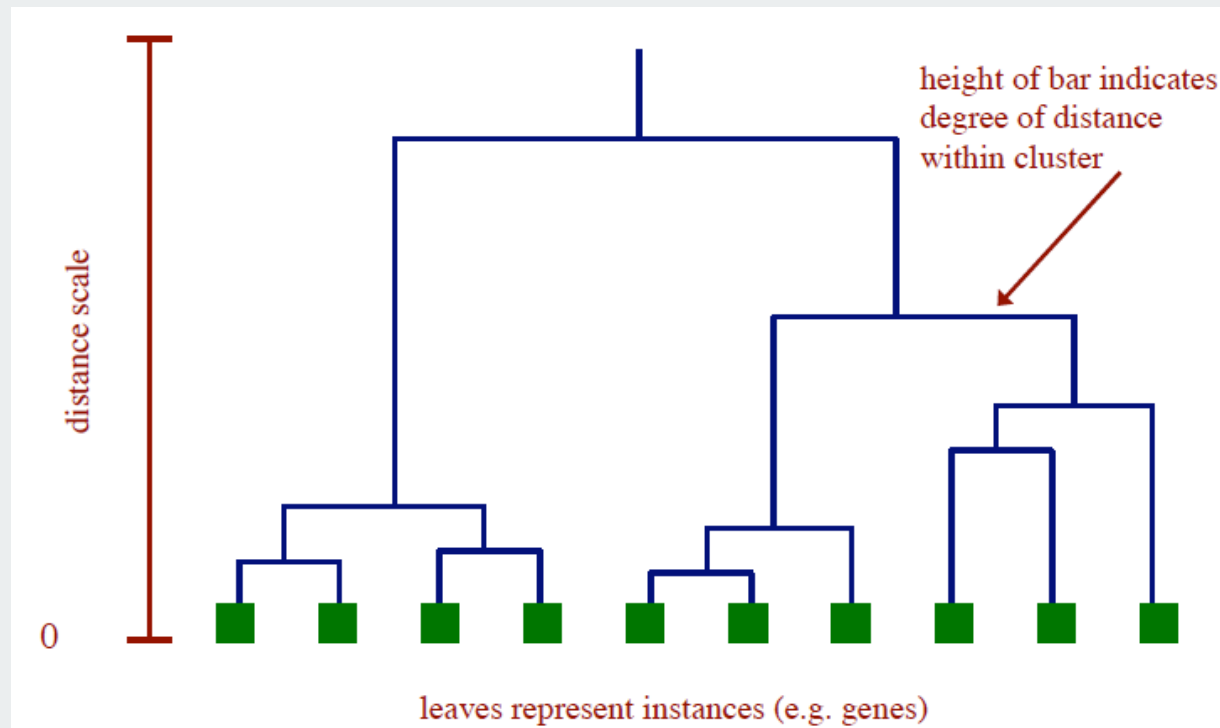 height of bar indicates
degree of distance
within cluster
distance scale
0
leaves represent instances (e.g. genes)